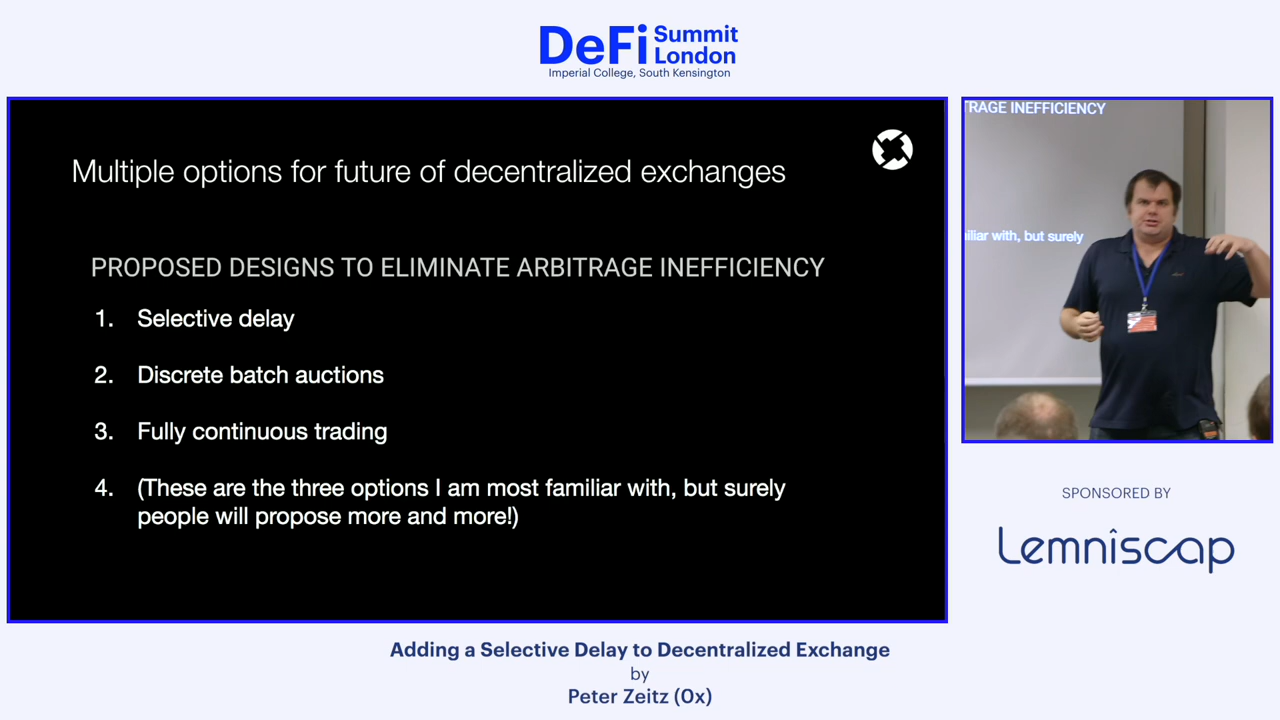 DeFi Summit London
Imperial College, South Kensington
Multiple options for future of decentralized exchanges
PROPOSED DESIGNS TO ELIMINATE ARBITRAGE INEFFICIENCY
1. Selective delay
2. Discrete batch auctions
3. Fully continuous trading
4. (These are the three options I am most familiar with, but surely
people will propose more and more!)
RAGE INEFFICIENCY
iliar with, but surely
SPONSORED BY
Lemniscap
Adding a Selective Delay to Decentralized Exchange
by
Peter Zeitz (0x)